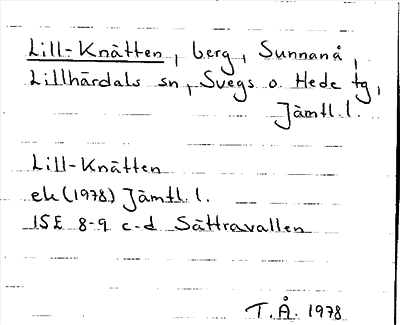 Lill-Knätten, berg, Sunnanå,
Lillhärdals sn, Svegs o. Hede tg,
Jämtl. l.
Lill-Knätten
ek (1978) Jämtl. l.
15E 8-9 c-d Sättravallen
T.Å. 1978